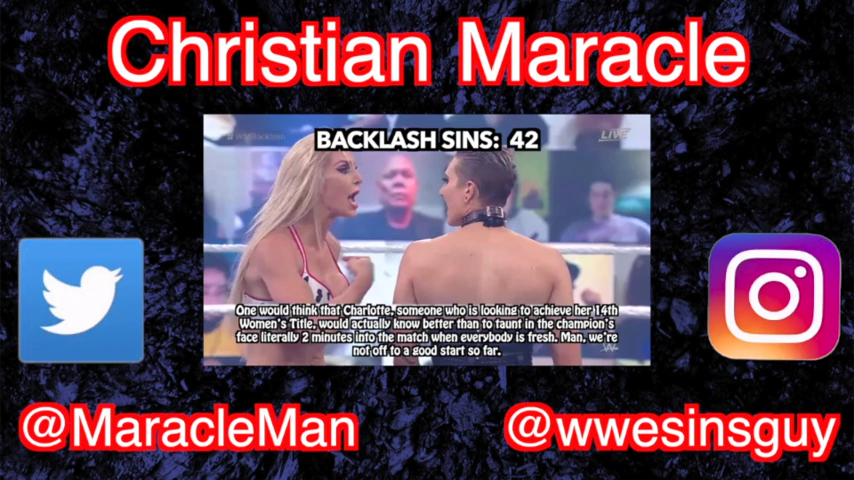 Christian Maracle
BACKLASH SINS: 42
LIVE
One would think that Charlotte, someone who is looking to achieve her 14th
Women's Title, would actually know better than to taunt in the champion's
face literally 2 minutes into the match when everybody is fresh. Man, we're
not off to a good start so far.
@MaracleMan
@wwesinsguy